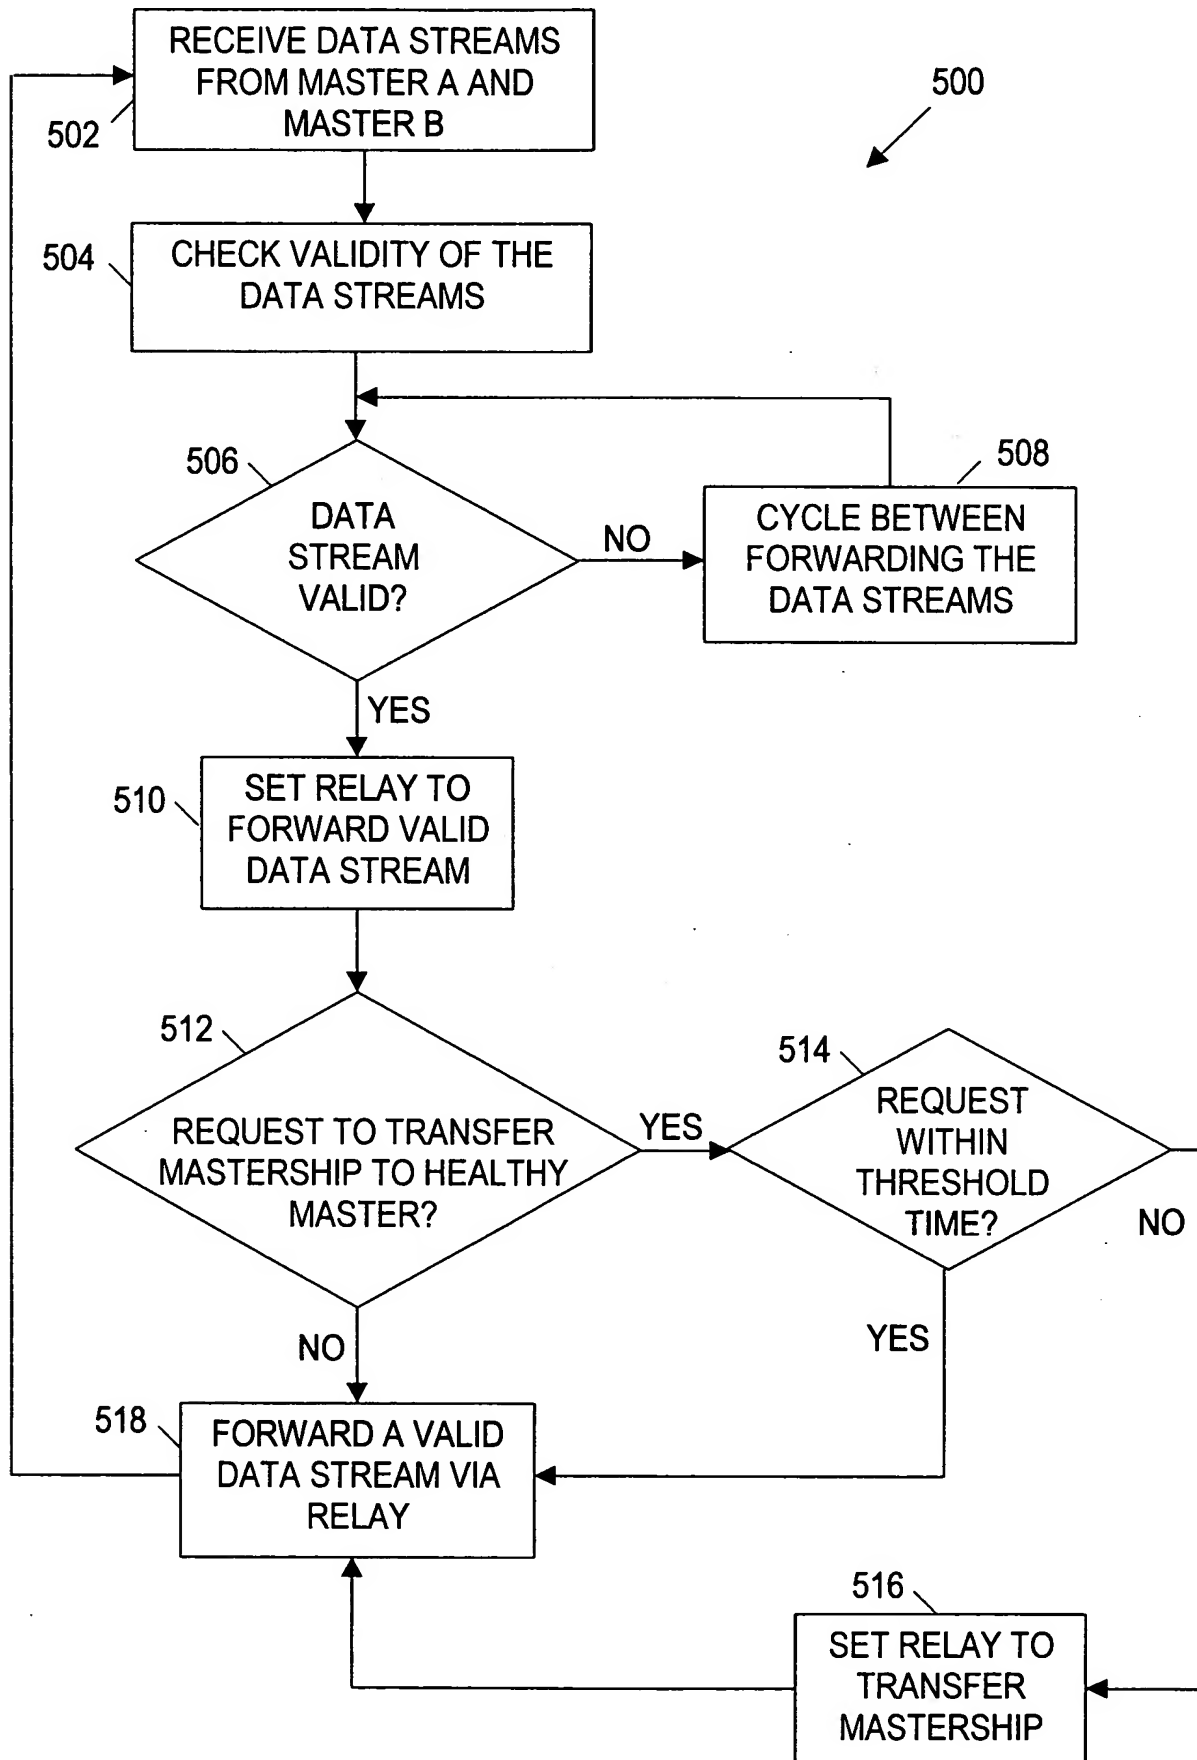 RECEIVE DATA STREAMS
FROM MASTER A AND
MASTER B
502
500
504
CHECK VALIDITY OF THE
DATA STREAMS
506
DATA
STREAM
VALID?
NO
508
CYCLE BETWEEN
FORWARDING THE
DATA STREAMS
YES
510
SET RELAY TO
FORWARD VALID
DATA STREAM
512
REQUEST TO TRANSFER
MASTERSHIP TO HEALTHY
MASTER?
YES
514
REQUEST
WITHIN
THRESHOLD
TIME?
NO
YES
NO
518
FORWARD A VALID
DATA STREAM VIA
RELAY
516
SET RELAY TO
TRANSFER
MASTERSHIP